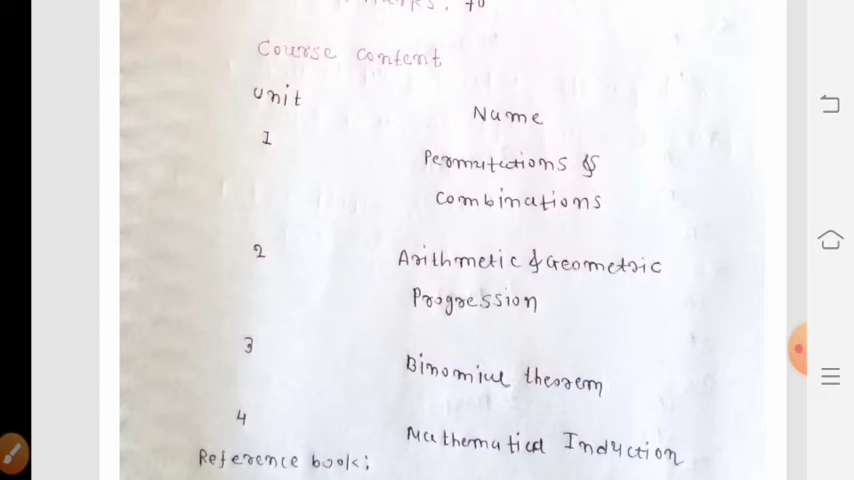 70
Course content
unit Name
1 Permutations &
Combinations
2 Arithmetic & Geometric
Progression
3 Binomial theorem
4 Mathematical Induction
Reference book: